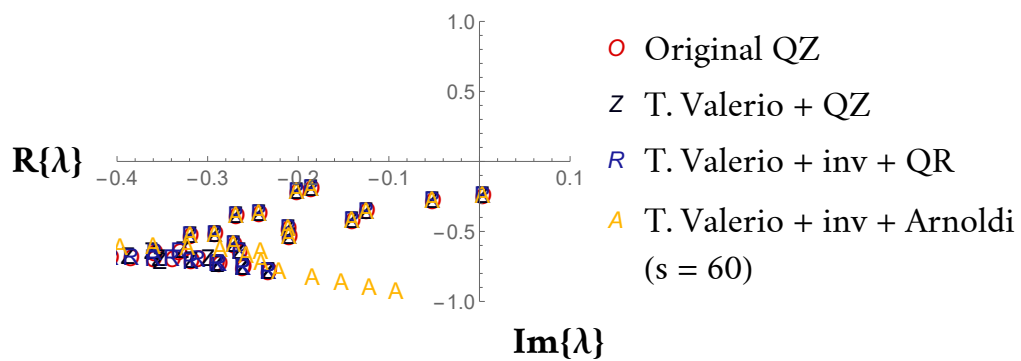 1.0
0.5
R{λ}
−0.4
−0.3
−0.2
−0.1
0.1
−0.5
−1.0
Im{λ}
O Original QZ
Z T. Valerio + QZ
R T. Valerio + inv + QR
A T. Valerio + inv + Arnoldi
(s = 60)